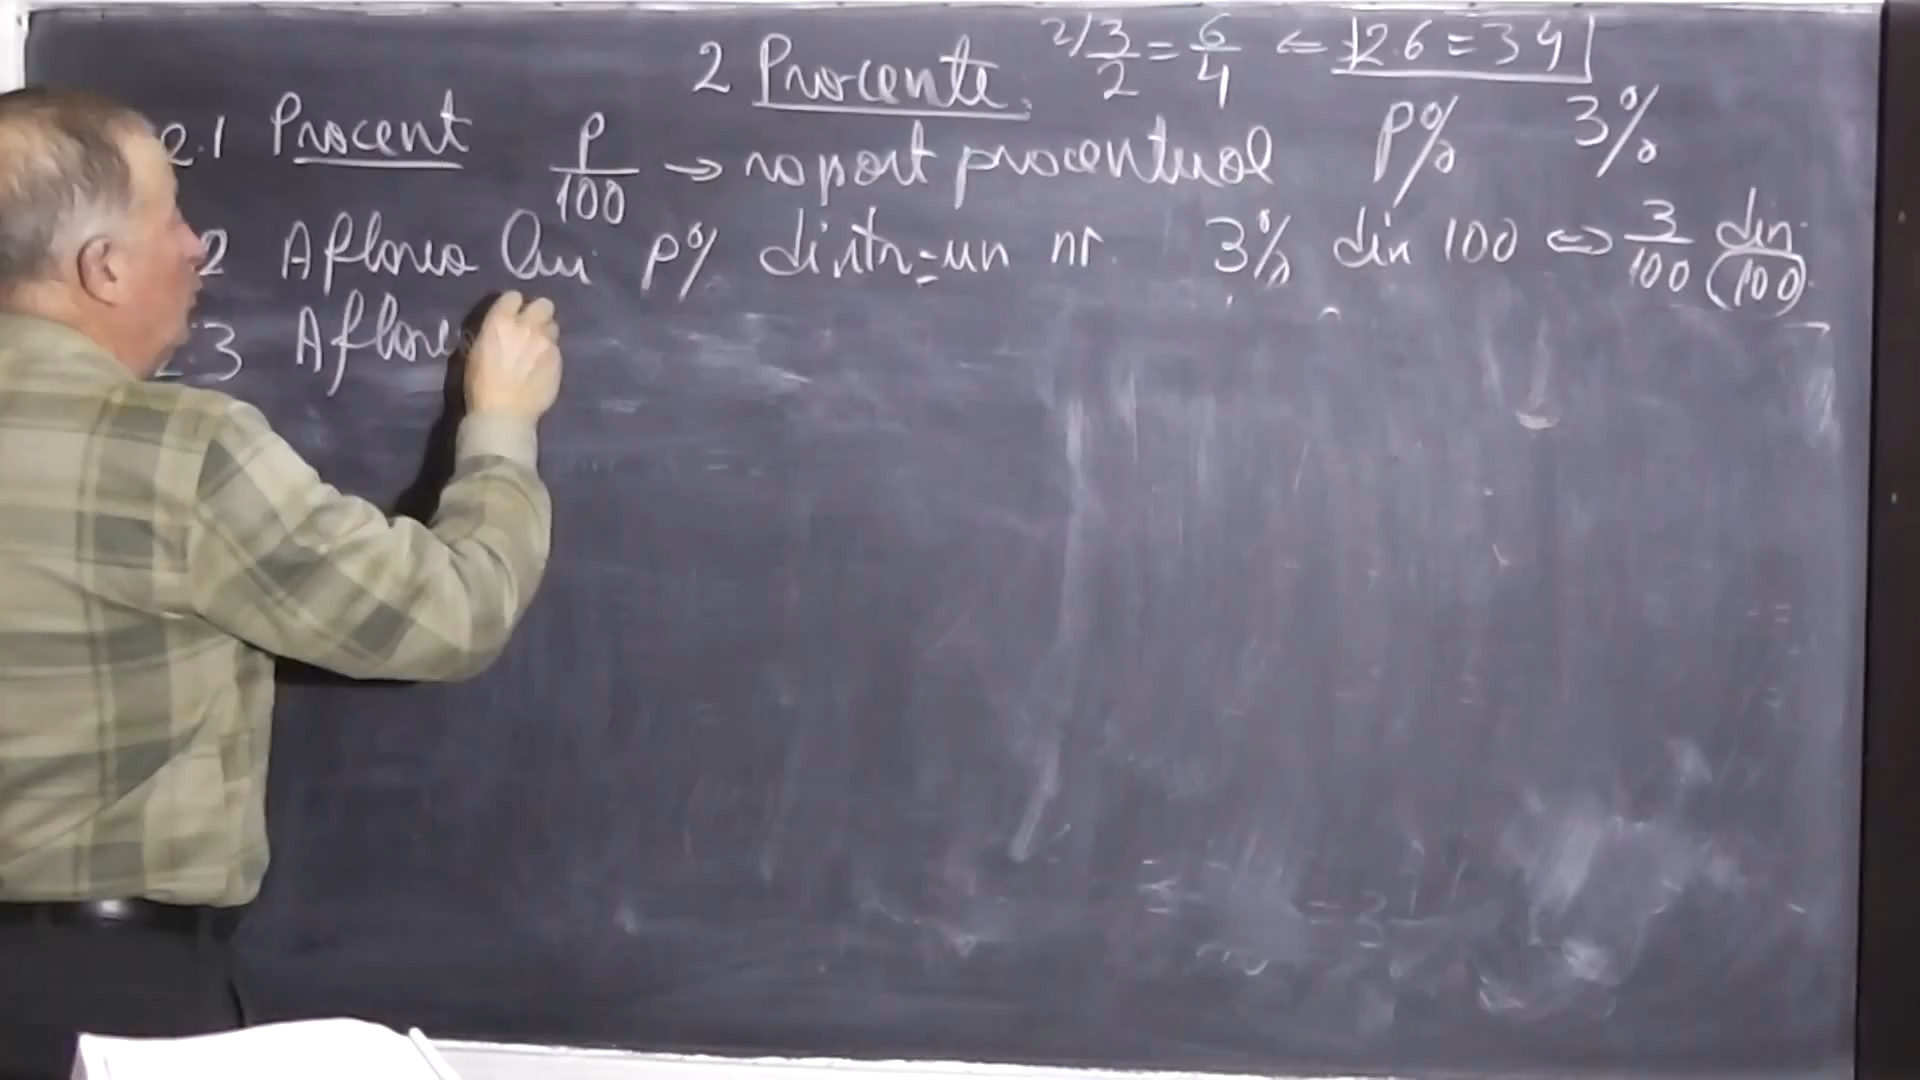 2 Procente. 2/ 3/2 = 6/4 ⇐ 2·6=3·4
2.1 Procent P/100 → raport procentual P% 3%
2 Aflarea lui p% dintr-un nr. 3% din 100 ⇔ 3/100 din 100
2.3 Aflarea